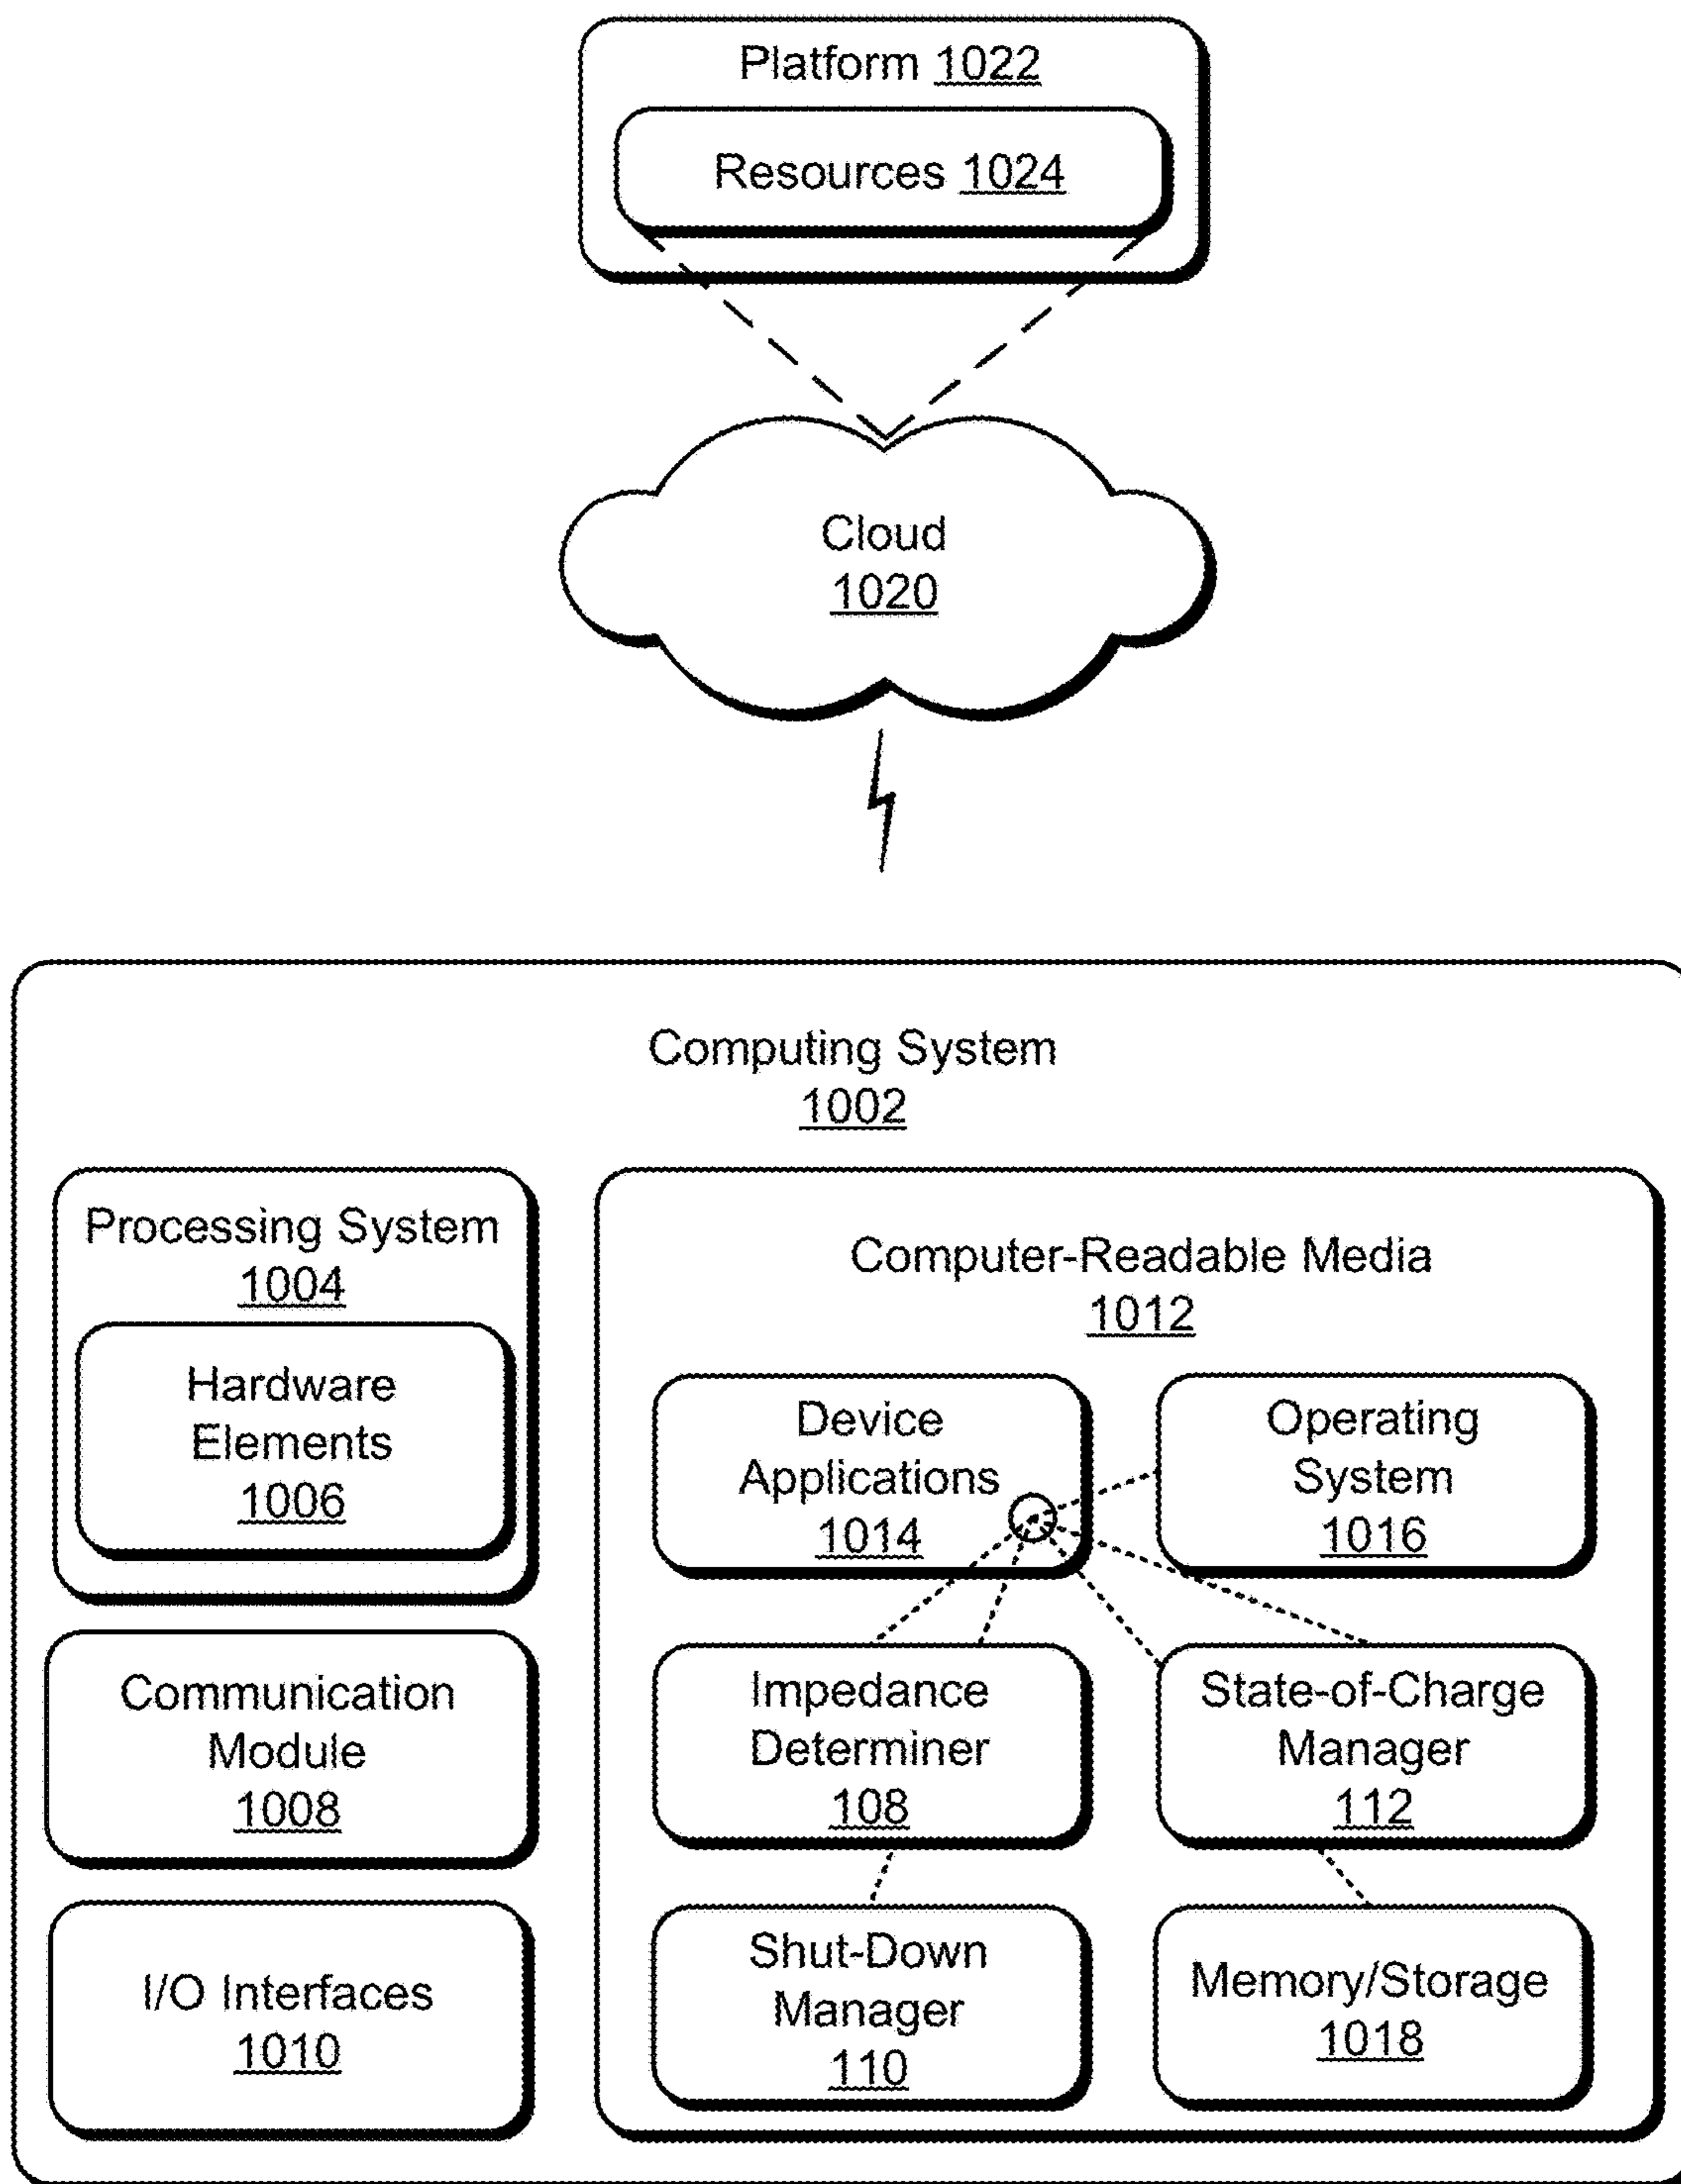 Platform 1022
Resources 1024
Cloud
1020
Computing System
1002
Processing System
1004
Hardware
Elements
1006
Communication
Module
1008
I/O Interfaces
1010
Computer-Readable Media
1012
Device
Applications
1014
Operating
System
1016
Impedance
Determiner
108
State-of-Charge
Manager
112
Shut-Down
Manager
110
Memory/Storage
1018